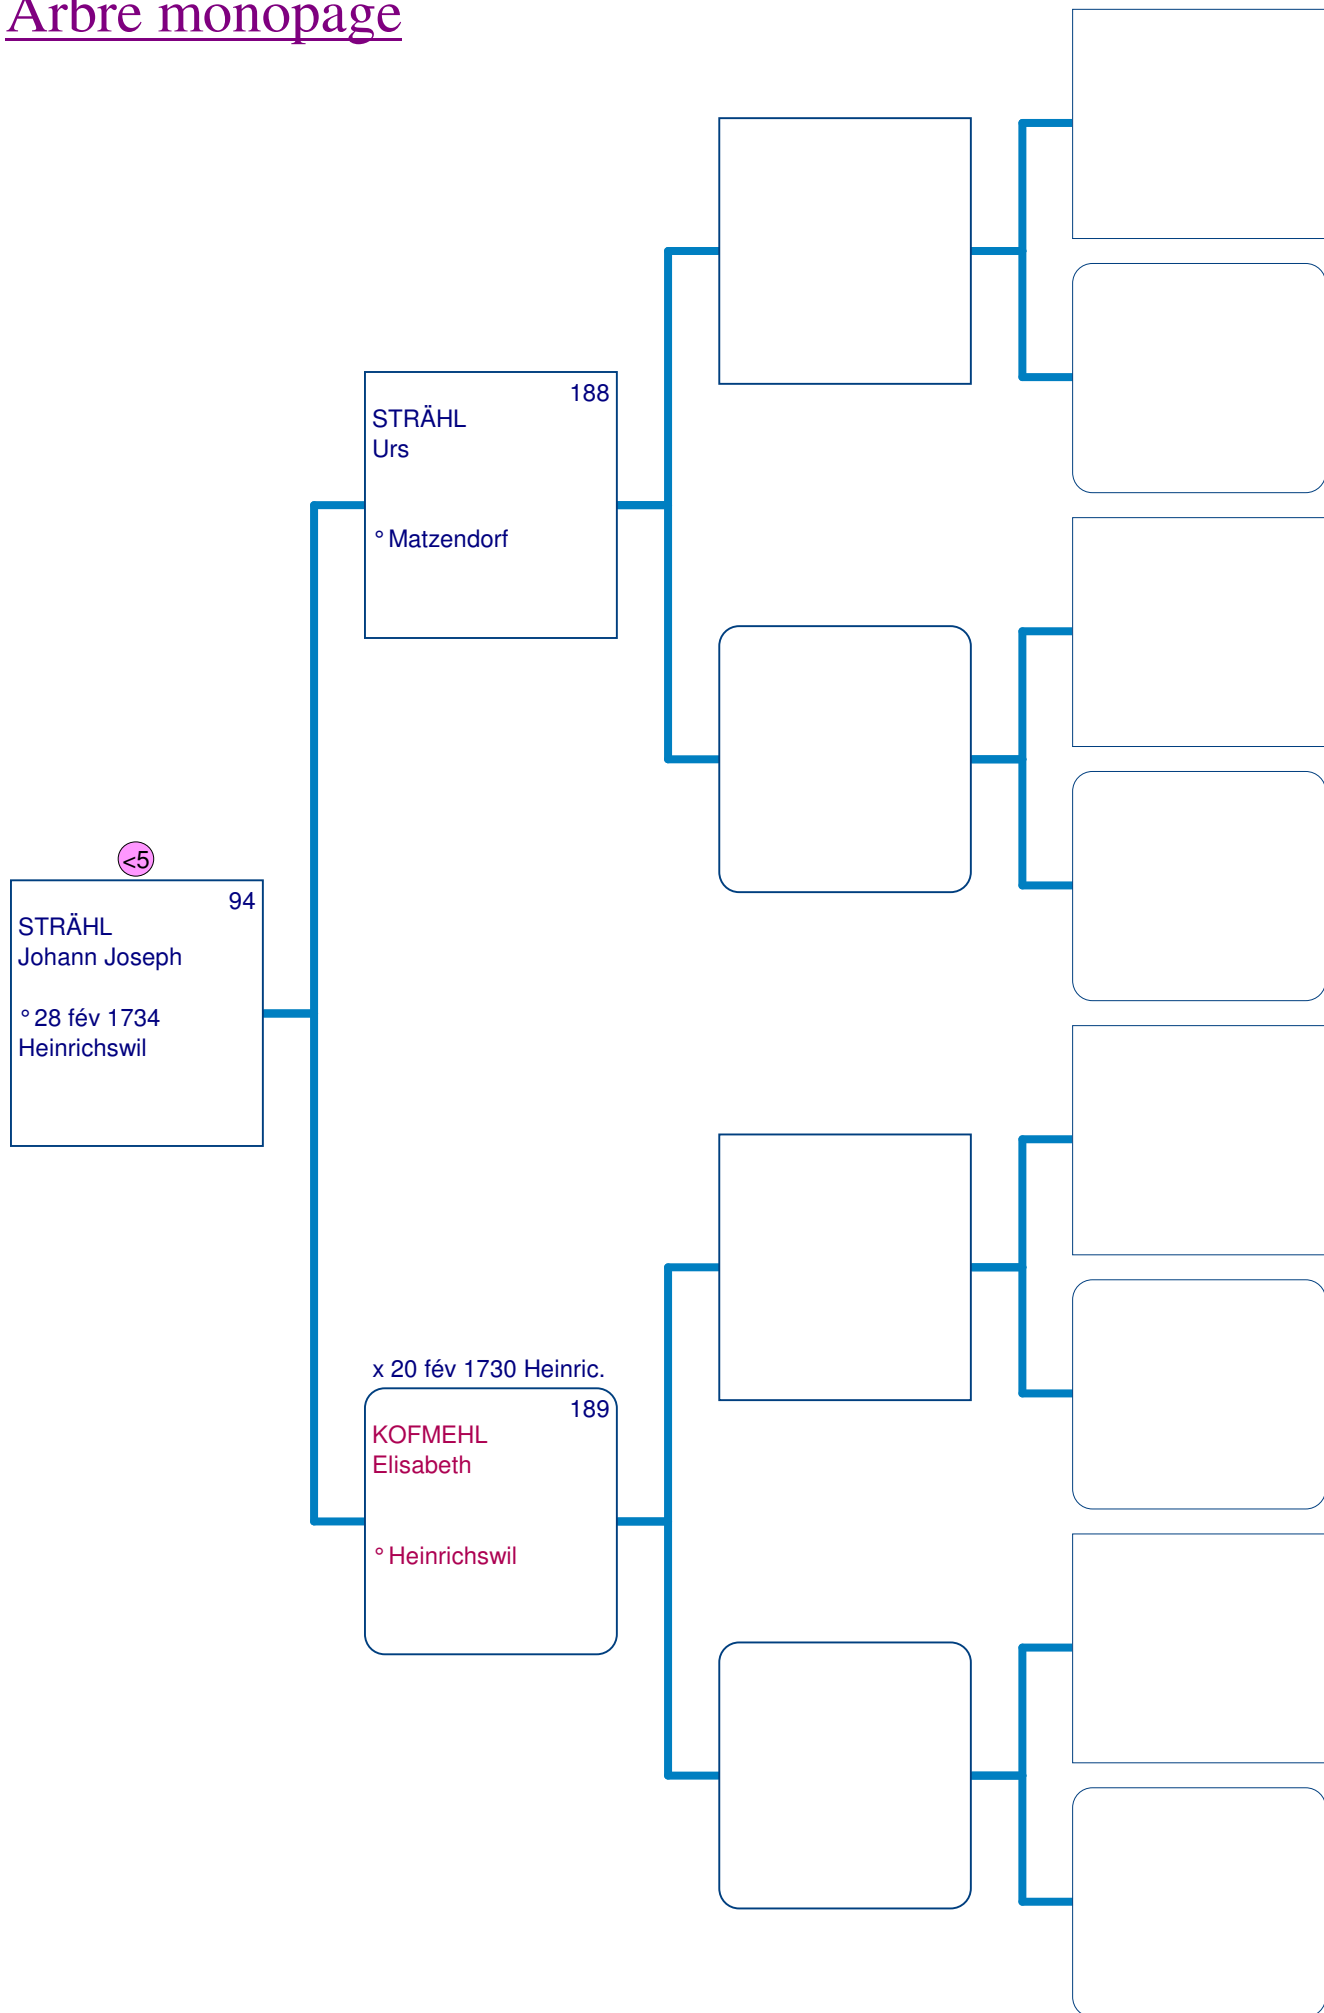 Arbre monopage
188
STRÄHL
Urs
° Matzendorf
<5
94
STRÄHL
Johann Joseph
° 28 fév 1734
Heinrichswil
x 20 fév 1730 Heinric.
189
KOFMEHL
Elisabeth
° Heinrichswil